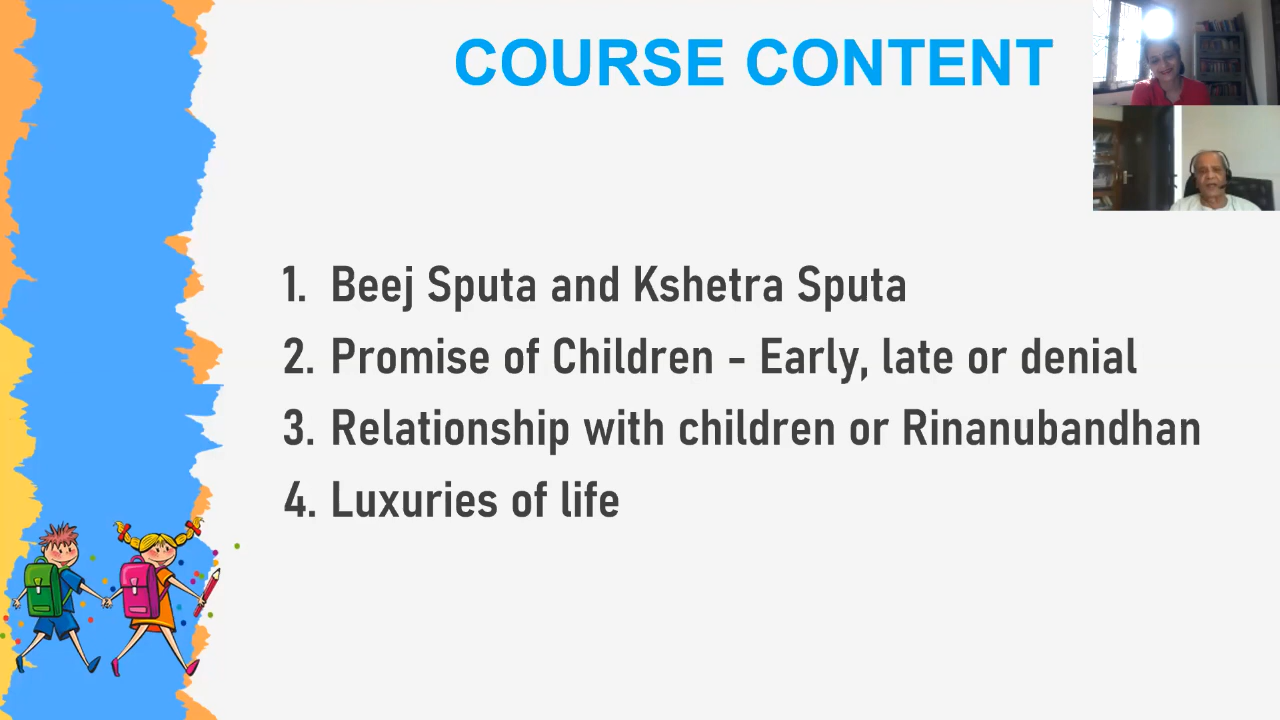 COURSE CONTENT
1. Beej Sputa and Kshetra Sputa
2. Promise of Children - Early, late or denial
3. Relationship with children or Rinanubandhan
4. Luxuries of life